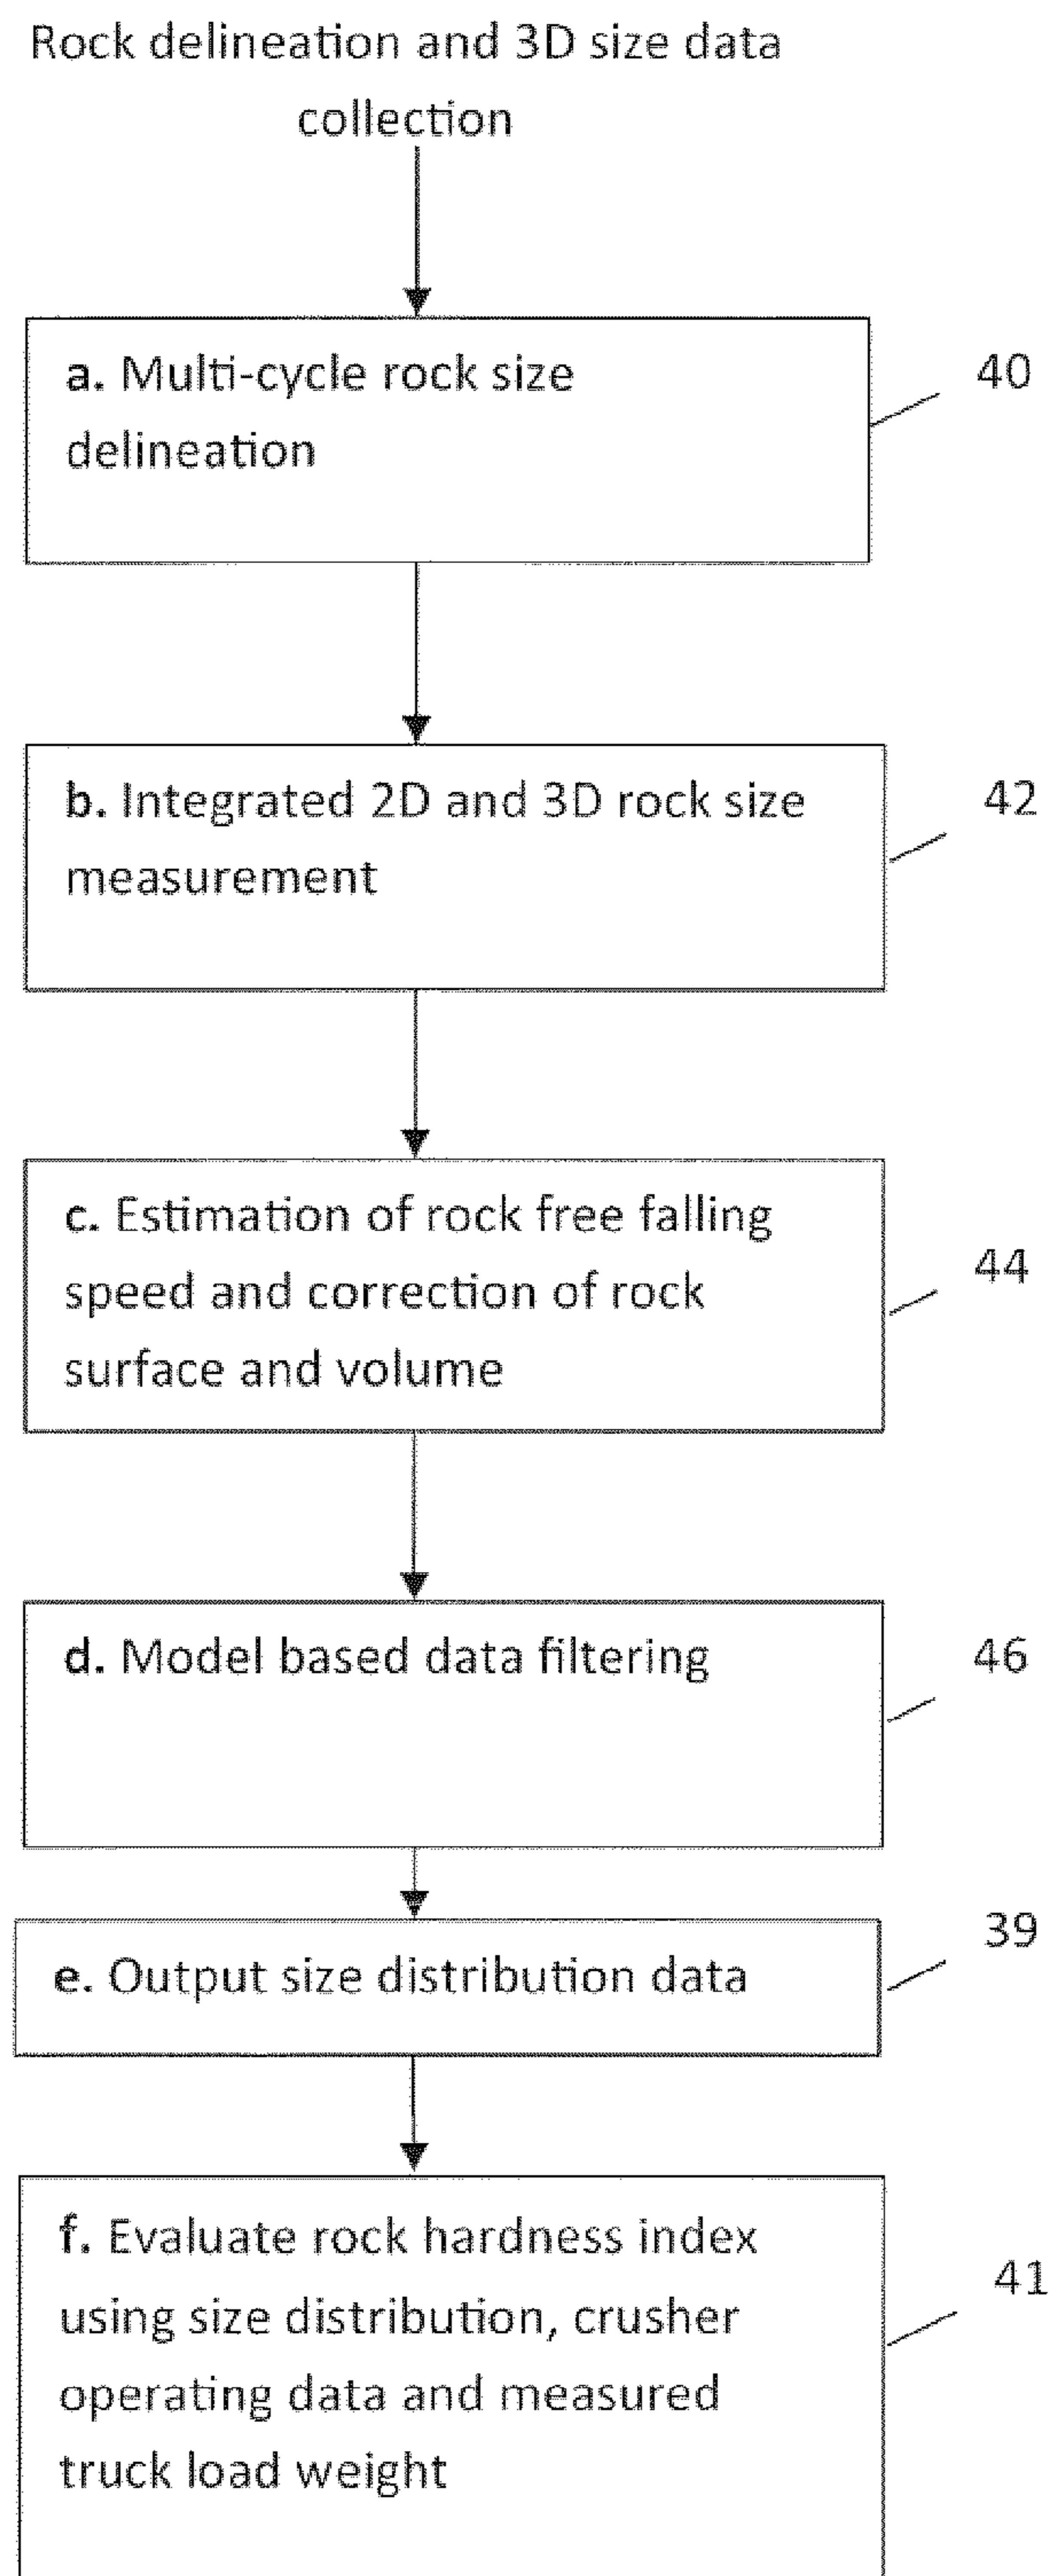 Rock delineation and 3D size data
collection
a. Multi-cycle rock size
delineation
40
b. Integrated 2D and 3D rock size
measurement
42
c. Estimation of rock free falling
speed and correction of rock
surface and volume
44
d. Model based data filtering
46
e. Output size distribution data
39
f. Evaluate rock hardness index
using size distribution, crusher
operating data and measured
truck load weight
41